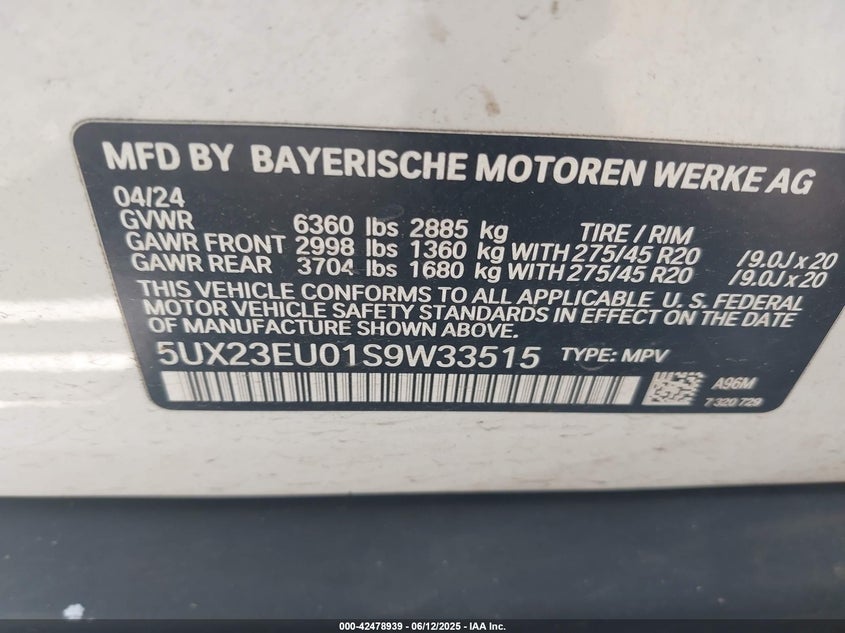 MFD BY BAYERISCHE MOTOREN WERKE AG
04/24
GVWR 6360 lbs 2885 kg TIRE / RIM
GAWR FRONT 2998 lbs 1360 kg WITH 275/45 R20 /9.0J x 20
GAWR REAR 3704 lbs 1680 kg WITH 275/45 R20 /9.0J x 20
THIS VEHICLE CONFORMS TO ALL APPLICABLE U.S. FEDERAL
MOTOR VEHICLE SAFETY STANDARDS IN EFFECT ON THE DATE
OF MANUFACTURE SHOWN ABOVE.
5UX23EU01S9W33515 TYPE: MPV
A96M
7 320 729
000-42478939 - 06/12/2025 - IAA Inc.